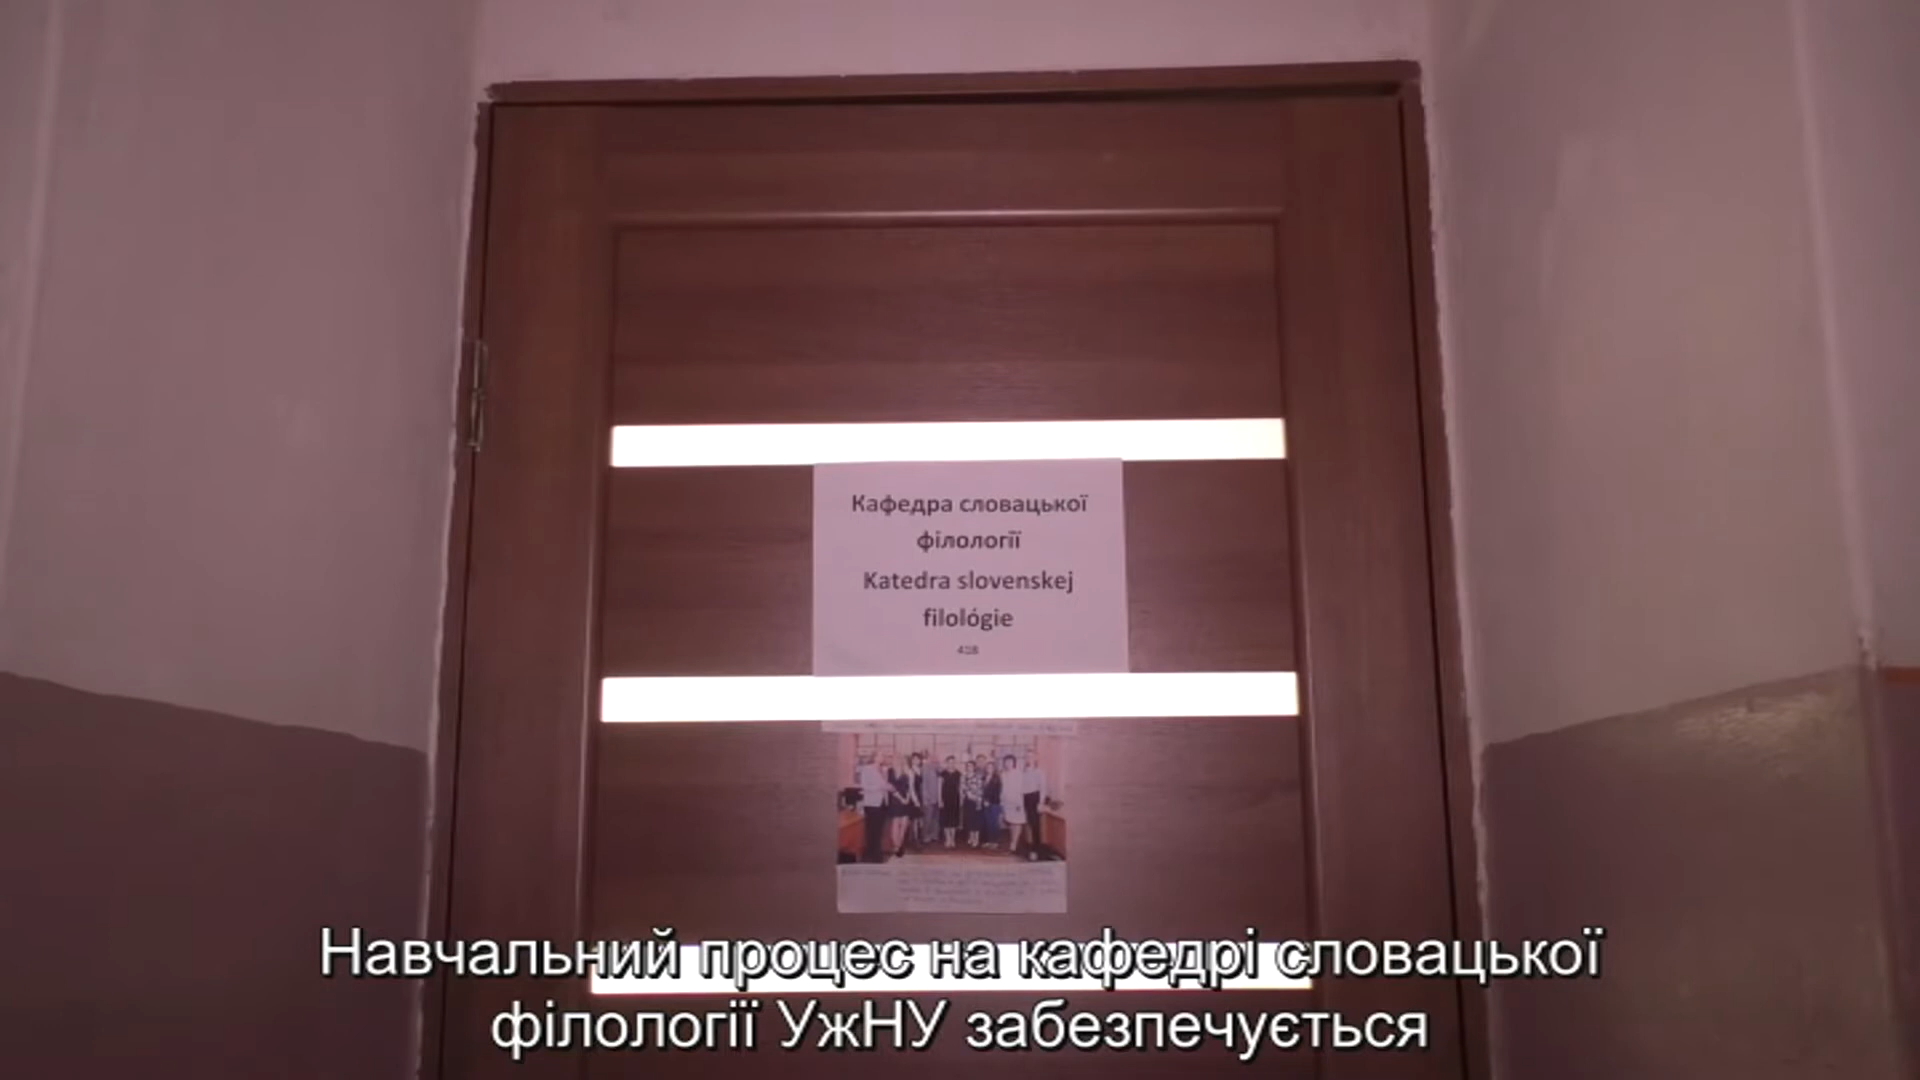 Кафедра словацької
філології
Katedra slovenskej
filológie
418
Навчальний процес на кафедрі словацької
філології УжНУ забезпечується